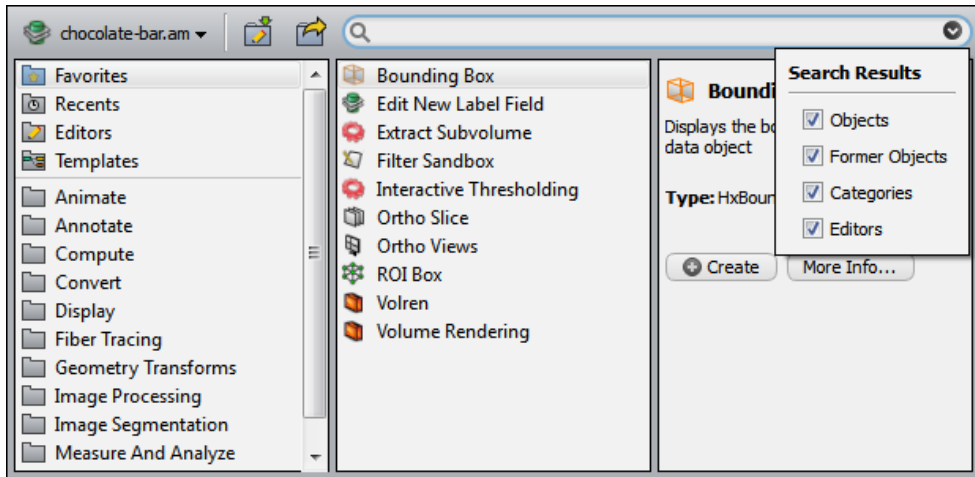 chocolate-bar.am
Favorites
Recents
Editors
Templates
Animate
Annotate
Compute
Convert
Display
Fiber Tracing
Geometry Transforms
Image Processing
Image Segmentation
Measure And Analyze
Bounding Box
Edit New Label Field
Extract Subvolume
Filter Sandbox
Interactive Thresholding
Ortho Slice
Ortho Views
ROI Box
Volren
Volume Rendering
Boundi
Displays the bo
data object
Type: HxBoun
Create More Info...
Search Results
Objects
Former Objects
Categories
Editors